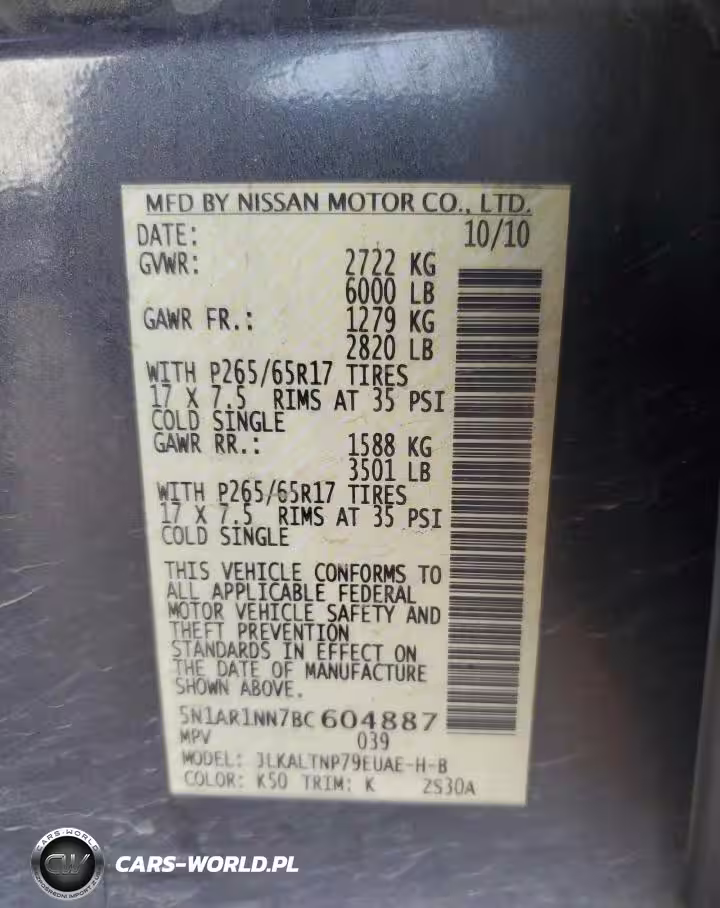 MFD BY NISSAN MOTOR CO., LTD.
DATE: 10/10
GVWR: 2722 KG
6000 LB
GAWR FR.: 1279 KG
2820 LB
WITH P265/65R17 TIRES
17 X 7.5 RIMS AT 35 PSI
COLD SINGLE
GAWR RR.: 1588 KG
3501 LB
WITH P265/65R17 TIRES
17 X 7.5 RIMS AT 35 PSI
COLD SINGLE
THIS VEHICLE CONFORMS TO
ALL APPLICABLE FEDERAL
MOTOR VEHICLE SAFETY AND
THEFT PREVENTION
STANDARDS IN EFFECT ON
THE DATE OF MANUFACTURE
SHOWN ABOVE.
5N1AR1NN7BC604887
MPV 039
MODEL: JLKALTNP79EUAE-H-B
COLOR: K50 TRIM: K ZS30A
CARS-WORLD
CW
CARS-WORLD.PL